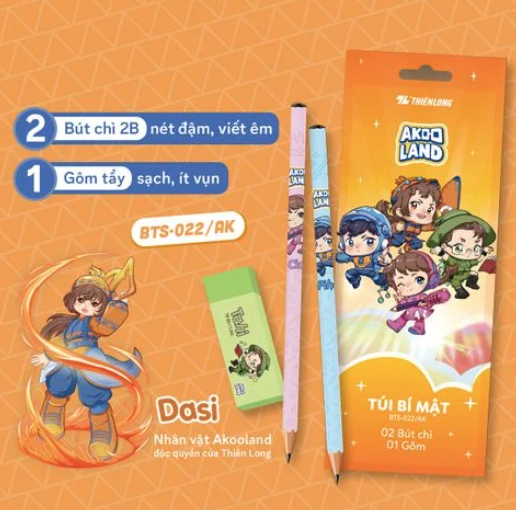 THIÊN LONG
AKOO
LAND
2 Bút chì 2B nét đậm, viết êm
1 Gôm tẩy sạch, ít vụn
BTS-022/AK
Tabi
Dasi
Nhân vật Akooland
độc quyền của Thiên Long
TÚI BÍ MẬT
BTS-022/AK
02 Bút chì
01 Gôm